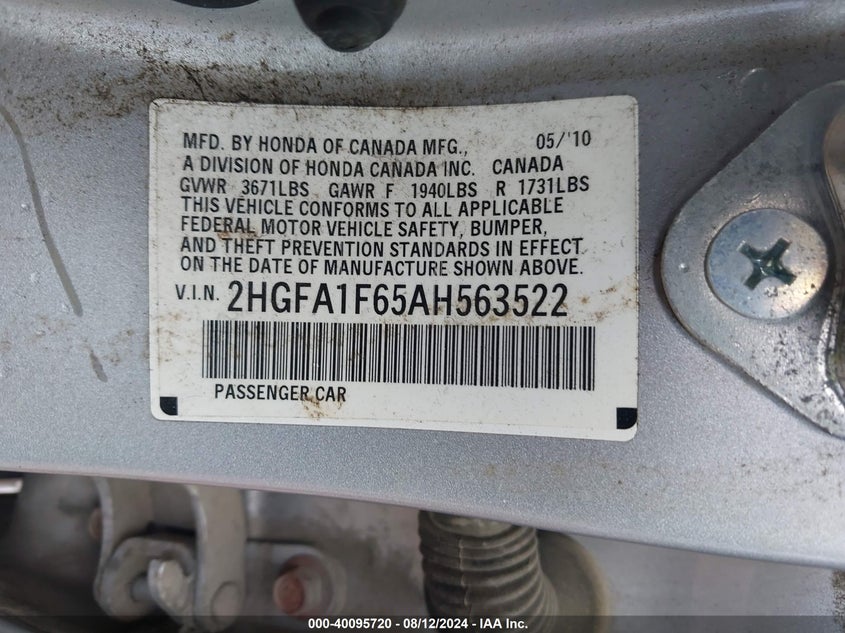 MFD. BY HONDA OF CANADA MFG., 05/'10
A DIVISION OF HONDA CANADA INC. CANADA
GVWR 3671LBS GAWR F 1940LBS R 1731LBS
THIS VEHICLE CONFORMS TO ALL APPLICABLE
FEDERAL MOTOR VEHICLE SAFETY, BUMPER,
AND THEFT PREVENTION STANDARDS IN EFFECT
ON THE DATE OF MANUFACTURE SHOWN ABOVE.
V.I.N. 2HGFA1F65AH563522
PASSENGER CAR
000-40095720 - 08/12/2024 - IAA Inc.